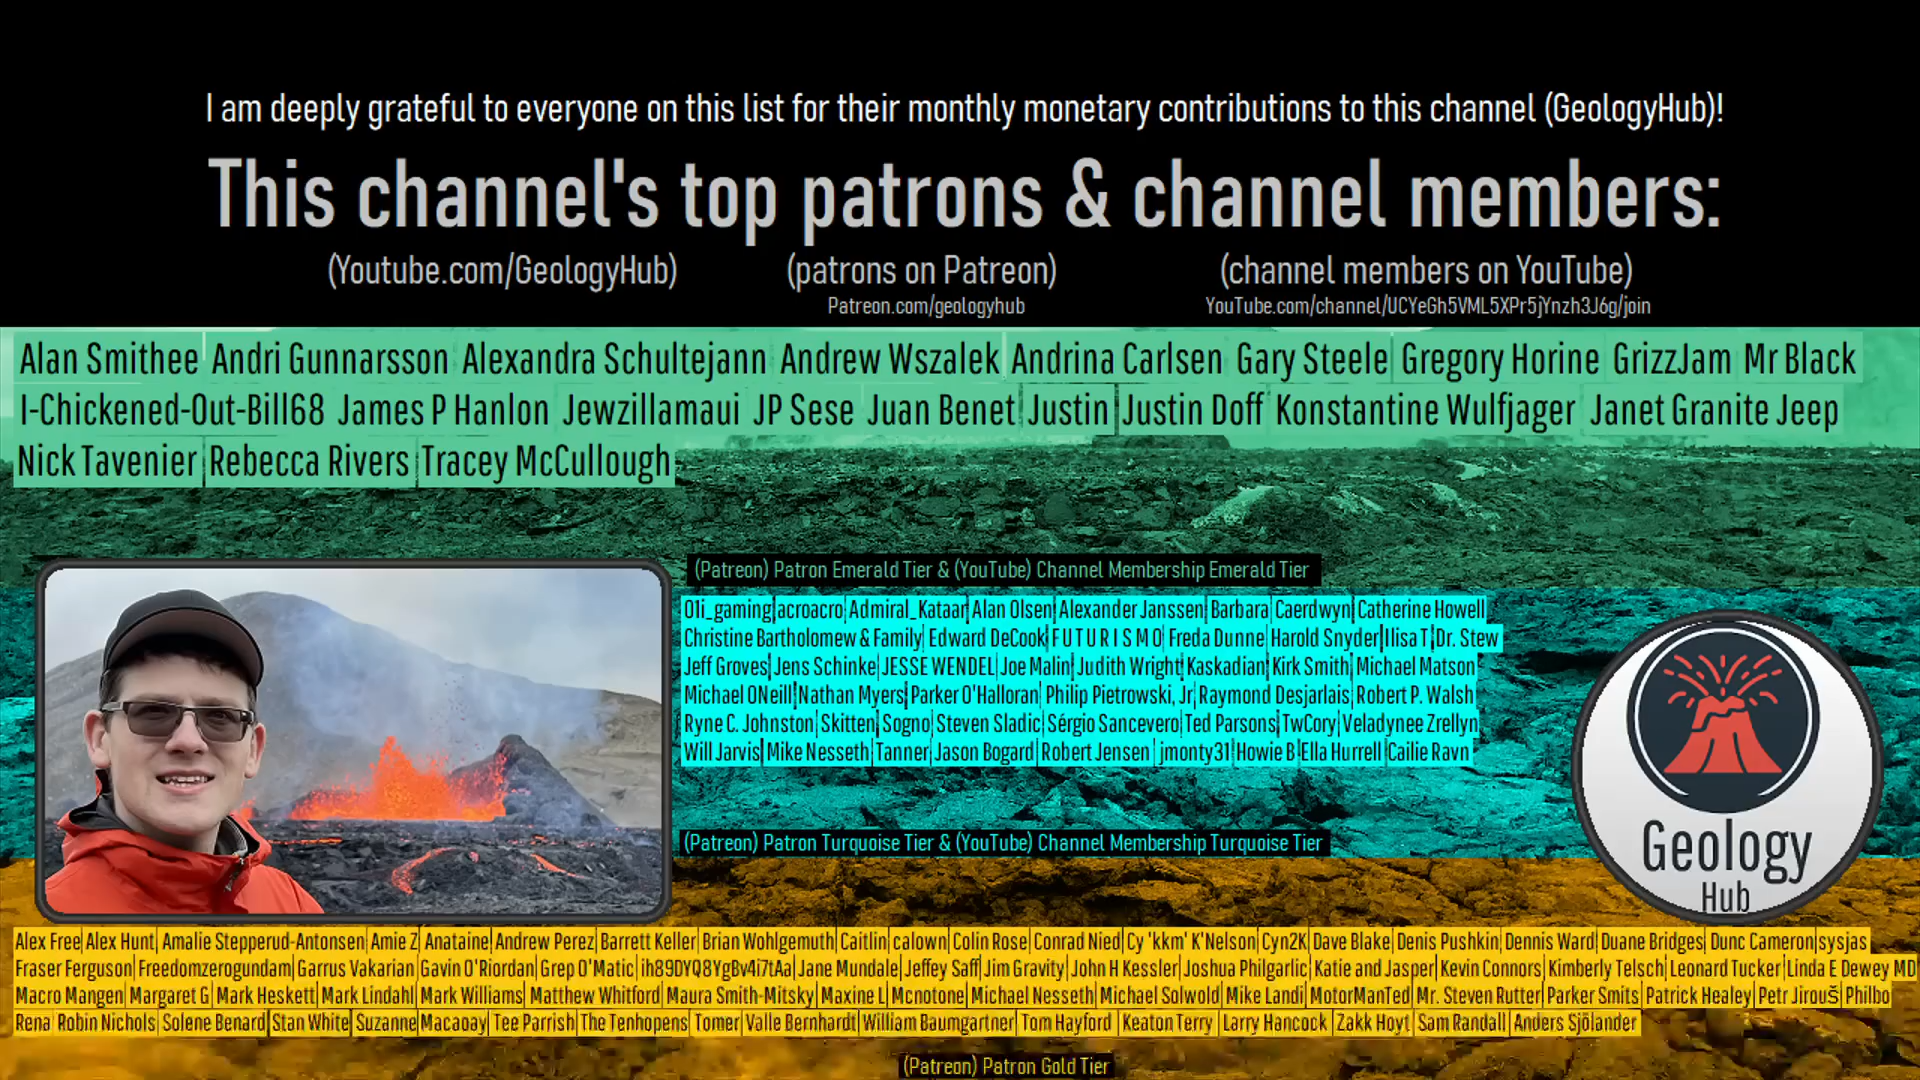 I am deeply grateful to everyone on this list for their monthly monetary contributions to this channel (GeologyHub)!
This channel's top patrons & channel members:
(Youtube.com/GeologyHub) (patrons on Patreon) (channel members on YouTube)
Patreon.com/geologyhub YouTube.com/channel/UCYeGh5VML5XPr5jYnzh3J6g/join
Alan Smithee Andri Gunnarsson Alexandra Schultejann Andrew Wszalek Andrina Carlsen Gary Steele Gregory Horine GrizzJam Mr Black
I-Chickened-Out-Bill68 James P Hanlon Jewzillamaui JP Sese Juan Benet Justin Justin Doff Konstantine Wulfjager Janet Granite Jeep
Nick Tavenier Rebecca Rivers Tracey McCullough
(Patreon) Patron Emerald Tier & (YouTube) Channel Membership Emerald Tier
01i_gaming acroacro Admiral_Kataar Alan Olsen Alexander Janssen Barbara Caerdwyn Catherine Howell
Christine Bartholomew & Family Edward DeCook F U T U R I S M O Freda Dunne Harold Snyder Ilisa T Dr. Stew
Jeff Groves Jens Schinke JESSE WENDEL Joe Malin Judith Wright Kaskadian Kirk Smith Michael Matson
Michael ONeill Nathan Myers Parker O'Halloran Philip Pietrowski, Jr Raymond Desjarlais Robert P. Walsh
Ryne C. Johnston Skitten Sogno Steven Sladic Sérgio Sancevero Ted Parsons TwCory Veladynee Zrellyn
Will Jarvis Mike Nesseth Tanner Jason Bogard Robert Jensen jmonty31 Howie B Ella Hurrell Cailie Ravn
(Patreon) Patron Turquoise Tier & (YouTube) Channel Membership Turquoise Tier
Geology
Hub
Alex Free Alex Hunt Amalie Stepperud-Antonsen Amie Z Anataine Andrew Perez Barrett Keller Brian Wohlgemuth Caitlin calown Colin Rose Conrad Nied Cy 'kkm' K'Nelson Cyn2K Dave Blake Denis Pushkin Dennis Ward Duane Bridges Dunc Cameron sysjas
Fraser Ferguson Freedomzerogundam Garrus Vakarian Gavin O'Riordan Grep O'Matic ih89DYQ8YgBv4i7tAa Jane Mundale Jeffey Saff Jim Gravity John H Kessler Joshua Philgarlic Katie and Jasper Kevin Connors Kimberly Telsch Leonard Tucker Linda E Dewey MD
Macro Mangen Margaret G Mark Heskett Mark Lindahl Mark Williams Matthew Whitford Maura Smith-Mitsky Maxine L Mcnotone Michael Nesseth Michael Solwold Mike Landi MotorManTed Mr. Steven Rutter Parker Smits Patrick Healey Petr Jirouš Philbo
Rena Robin Nichols Solene Benard Stan White Suzanne Macaoay Tee Parrish The Tenhopens Tomer Valle Bernhardt William Baumgartner Tom Hayford Keaton Terry Larry Hancock Zakk Hoyt Sam Randall Anders Sjölander
(Patreon) Patron Gold Tier